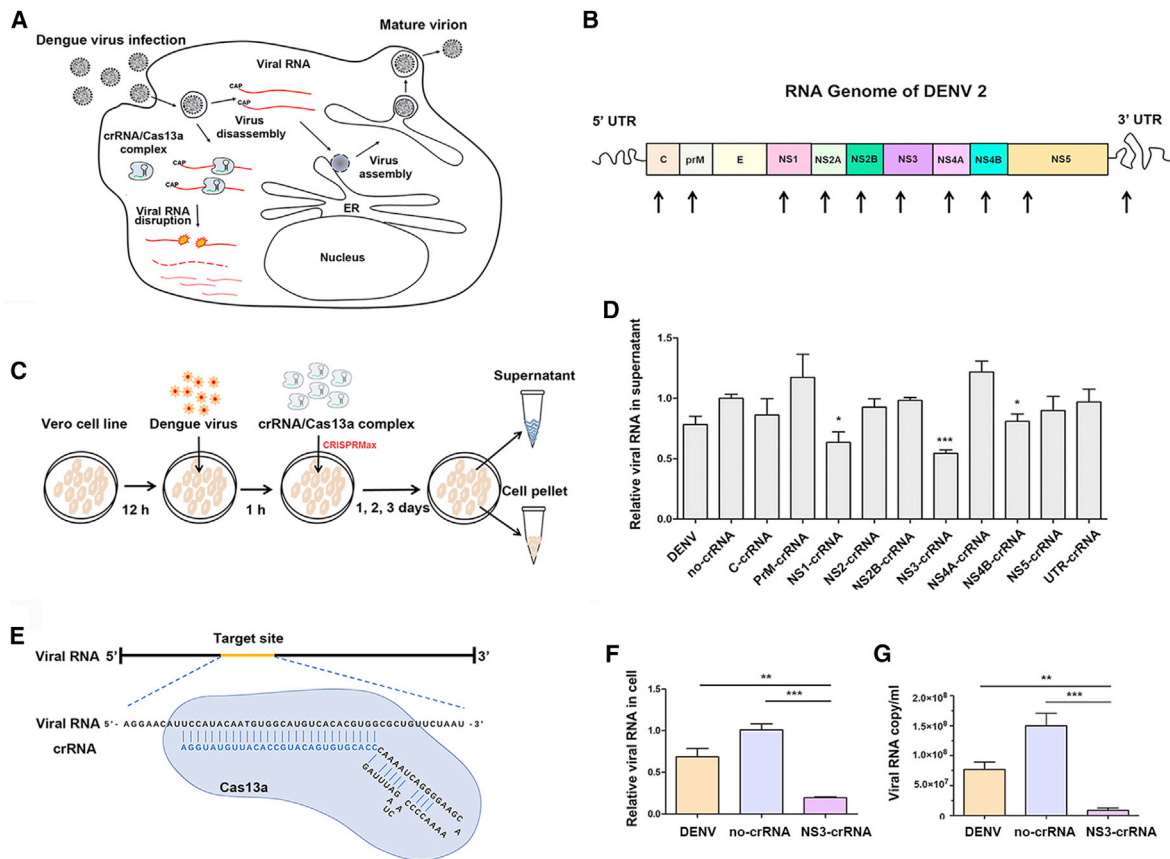 A
Dengue virus infection
Mature virion
Viral RNA
CAP
CAP
Virus
disassembly
crRNA/Cas13a
complex
CAP
CAP
Virus
assembly
Viral RNA
disruption
ER
Nucleus
B
RNA Genome of DENV 2
5' UTR
3' UTR
C prM E NS1 NS2A NS2B NS3 NS4A NS4B NS5
C
Supernatant
Vero cell line
Dengue virus
crRNA/Cas13a complex
CRISPRMax
Cell pellet
12 h
1 h
1, 2, 3 days
D
Relative viral RNA in supernatant
1.5
1.0
0.5
0.0
*
***
*
DENV
no-crRNA
C-crRNA
PrM-crRNA
NS1-crRNA
NS2-crRNA
NS2B-crRNA
NS3-crRNA
NS4A-crRNA
NS4B-crRNA
NS5-crRNA
UTR-crRNA
E
Target site
Viral RNA 5' 3'
Viral RNA 5'- AGGAACAUUCCAUACAAUGUGGCAUGUCACACGUGGCGCUGUUCUAAU -3'
crRNA
AGGUAUGUUACACCGUACAGUGUGCACC
CAAAAUCAGGGGAAGC
A
GAUUUAG
A
UC
CCCCAAAA
Cas13a
F
Relative viral RNA in cell
**
***
1.5
1.0
0.5
0.0
DENV no-crRNA NS3-crRNA
G
Viral RNA copy/ml
**
***
2.0×10⁸
1.5×10⁸
1.0×10⁸
5.0×10⁷
0
DENV no-crRNA NS3-crRNA